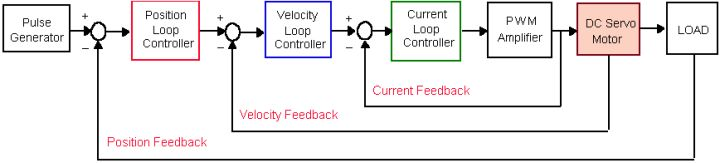 Pulse
Generator
+
−
Position
Loop
Controller
+
−
Velocity
Loop
Controller
+
−
Current
Loop
Controller
PWM
Amplifier
DC Servo
Motor
LOAD
Current Feedback
Velocity Feedback
Position Feedback